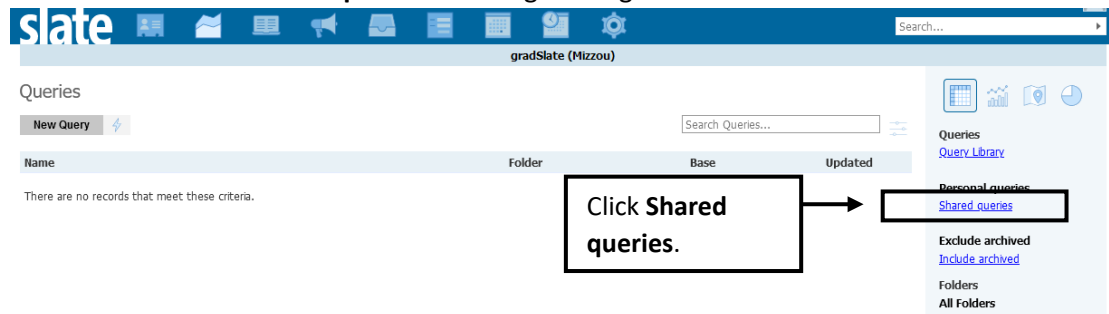 slate
Search...
gradSlate (Mizzou)
Queries
New Query
Search Queries...
Name Folder Base Updated
There are no records that meet these criteria.
Click Shared
queries.
Queries
Query Library
Personal queries
Shared queries
Exclude archived
Include archived
Folders
All Folders